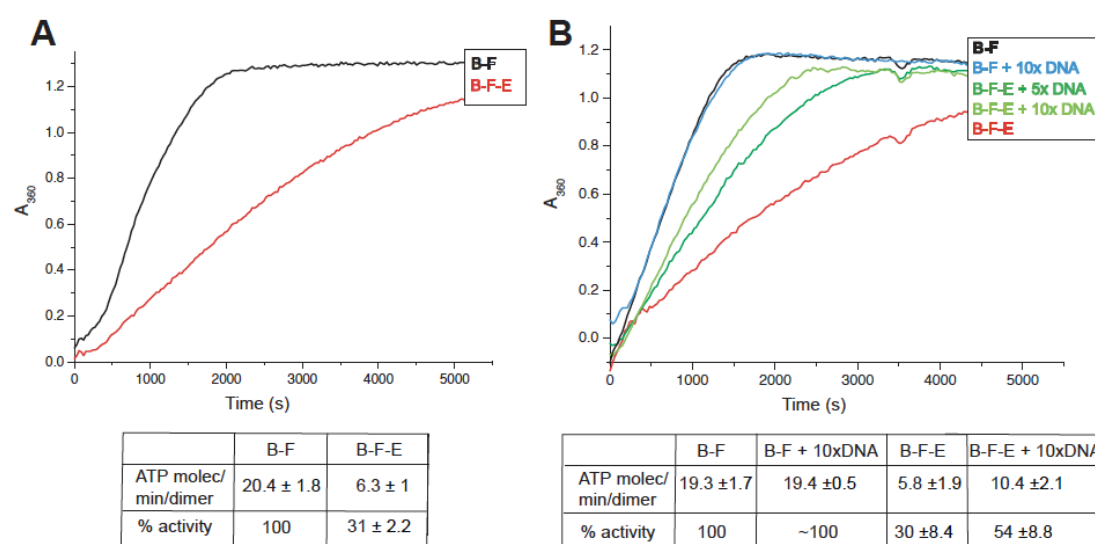 A
B-F
B-F-E
1.2
1.0
0.8
0.6
0.4
0.2
0.0
A360
0 1000 2000 3000 4000 5000
Time (s)
B-F B-F-E
ATP molec/
min/dimer 20.4 ± 1.8 6.3 ± 1
% activity 100 31 ± 2.2
B
B-F
B-F + 10x DNA
B-F-E + 5x DNA
B-F-E + 10x DNA
B-F-E
1.2
1.0
0.8
0.6
0.4
0.2
0.0
A360
0 1000 2000 3000 4000 5000
Time (s)
B-F B-F + 10xDNA B-F-E B-F-E + 10xDNA
ATP molec/
min/dimer 19.3 ±1.7 19.4 ±0.5 5.8 ±1.9 10.4 ±2.1
% activity 100 ~100 30 ±8.4 54 ±8.8